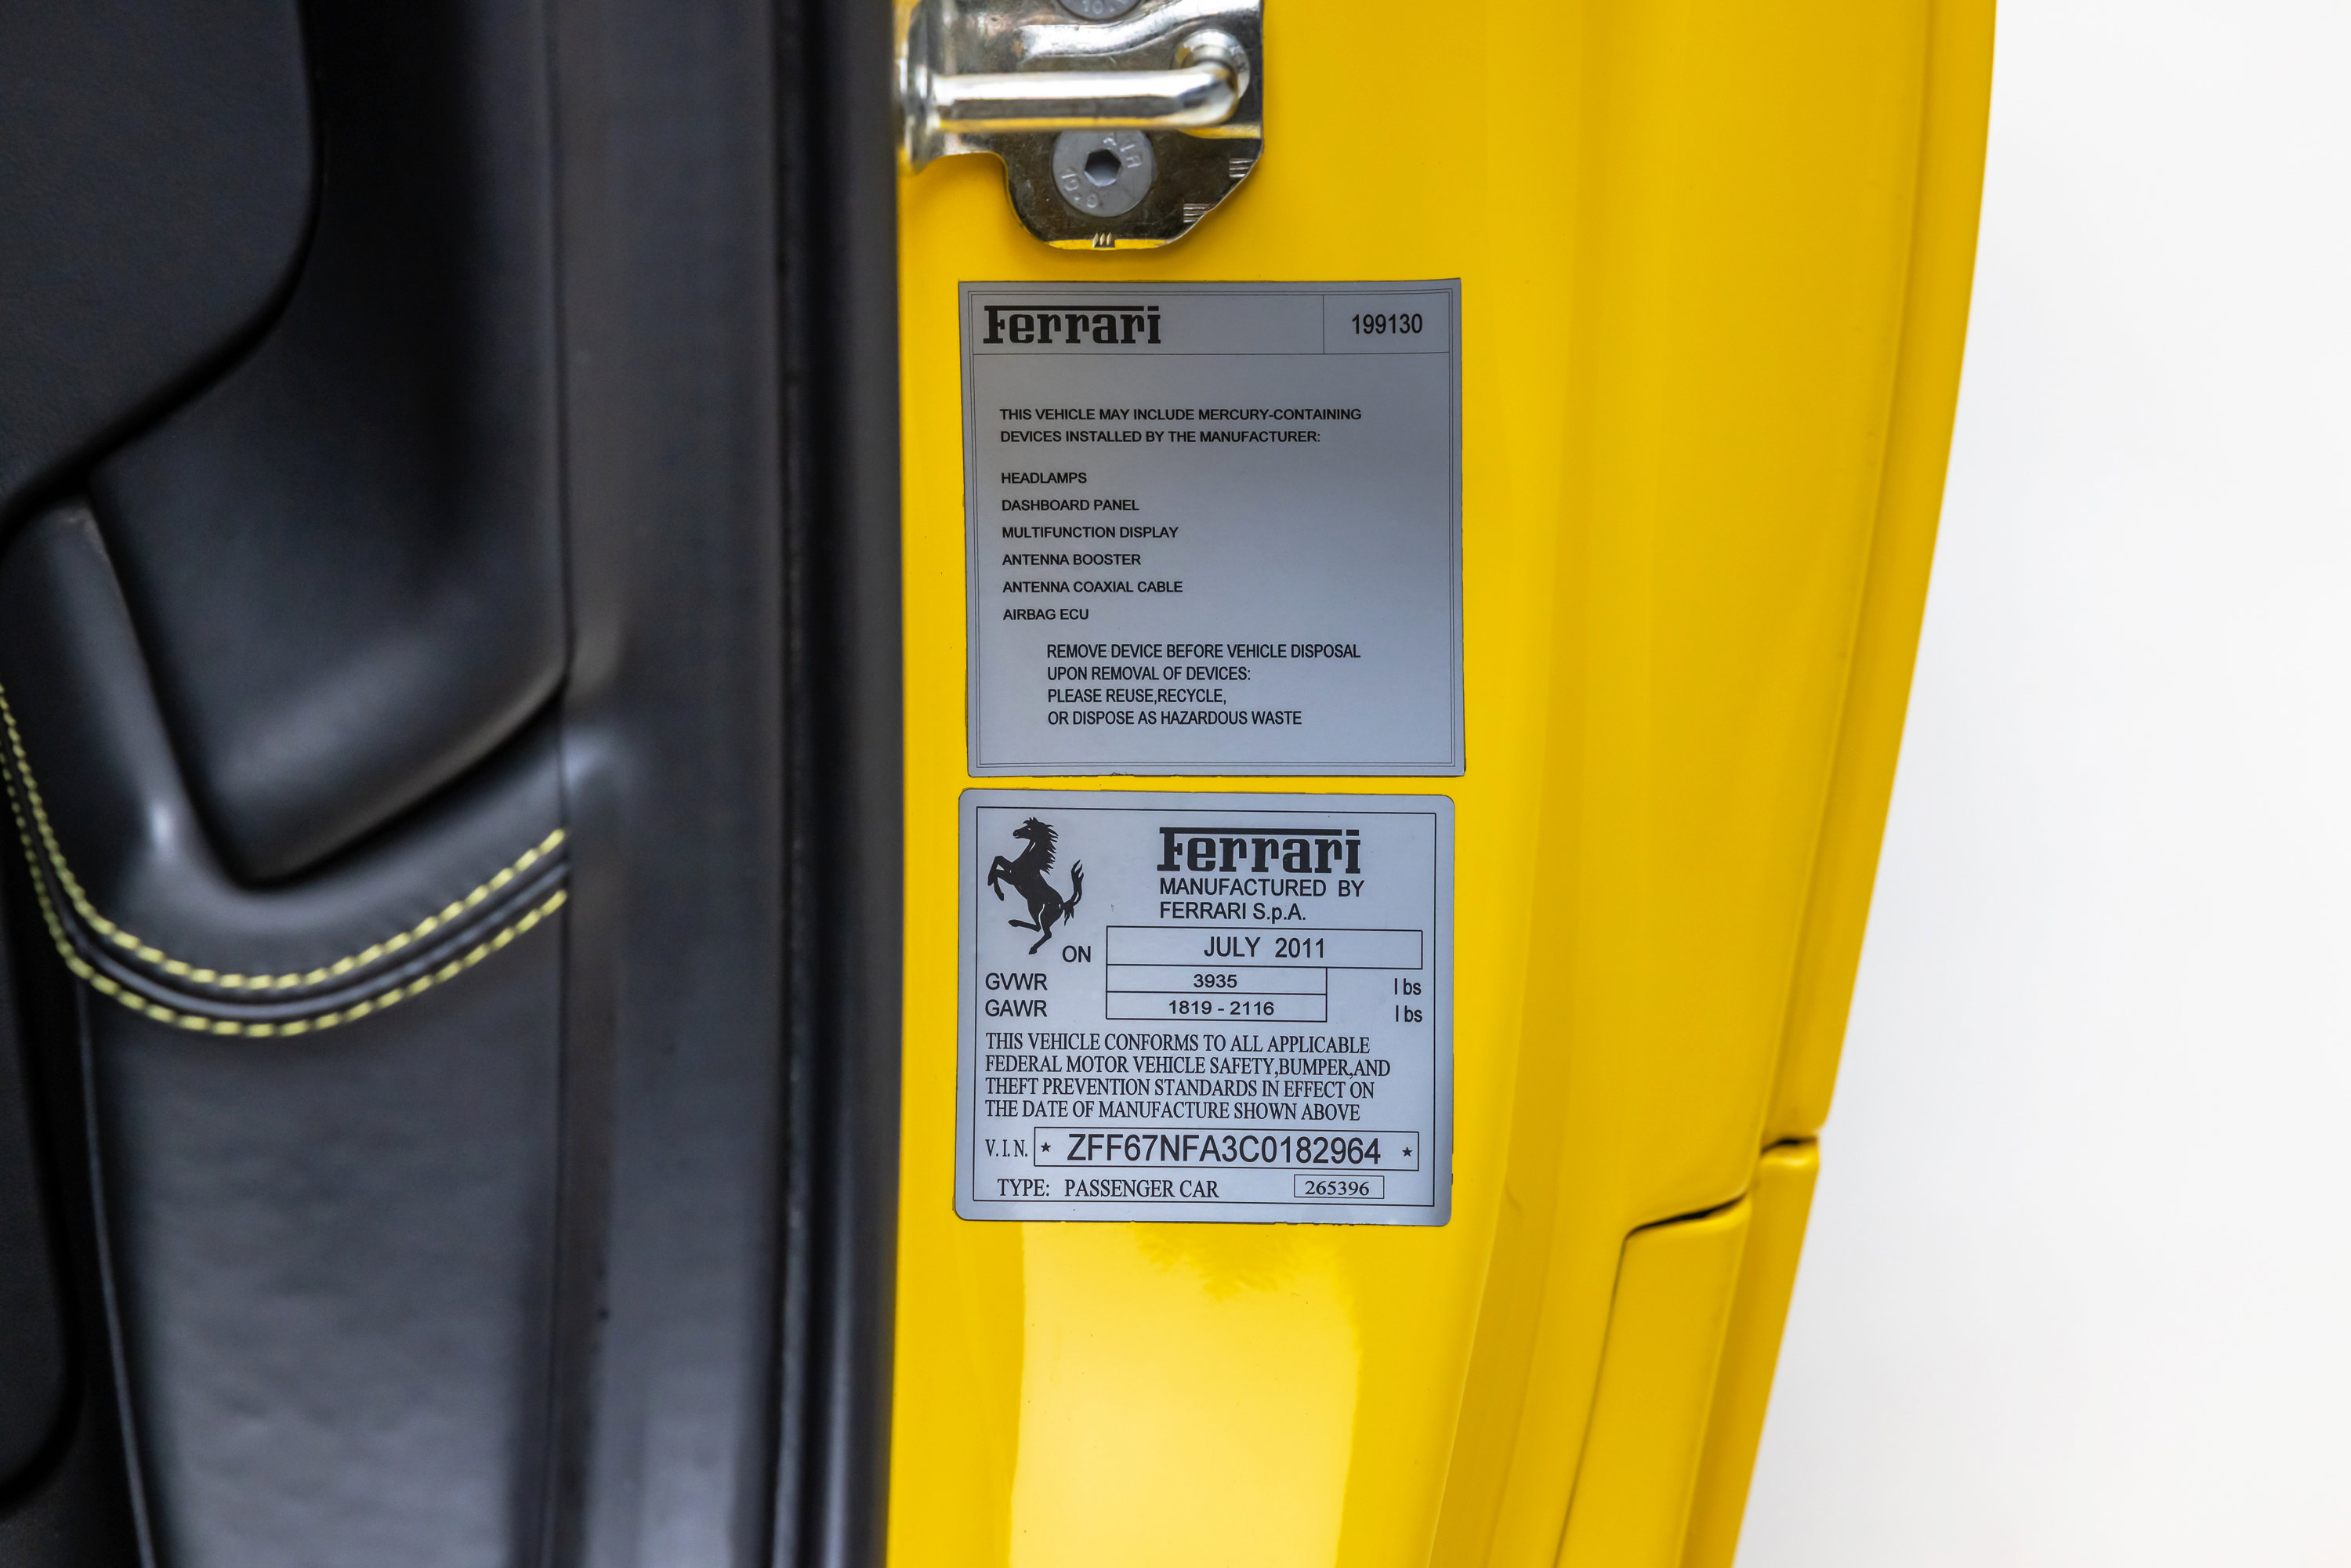 Ferrari 199130
THIS VEHICLE MAY INCLUDE MERCURY-CONTAINING
DEVICES INSTALLED BY THE MANUFACTURER:
HEADLAMPS
DASHBOARD PANEL
MULTIFUNCTION DISPLAY
ANTENNA BOOSTER
ANTENNA COAXIAL CABLE
AIRBAG ECU
REMOVE DEVICE BEFORE VEHICLE DISPOSAL
UPON REMOVAL OF DEVICES:
PLEASE REUSE,RECYCLE,
OR DISPOSE AS HAZARDOUS WASTE
Ferrari
MANUFACTURED BY
FERRARI S.p.A.
ON JULY 2011
GVWR 3935 lbs
GAWR 1819 - 2116 lbs
THIS VEHICLE CONFORMS TO ALL APPLICABLE
FEDERAL MOTOR VEHICLE SAFETY,BUMPER,AND
THEFT PREVENTION STANDARDS IN EFFECT ON
THE DATE OF MANUFACTURE SHOWN ABOVE
V.I.N. ★ ZFF67NFA3C0182964 ★
TYPE: PASSENGER CAR 265396